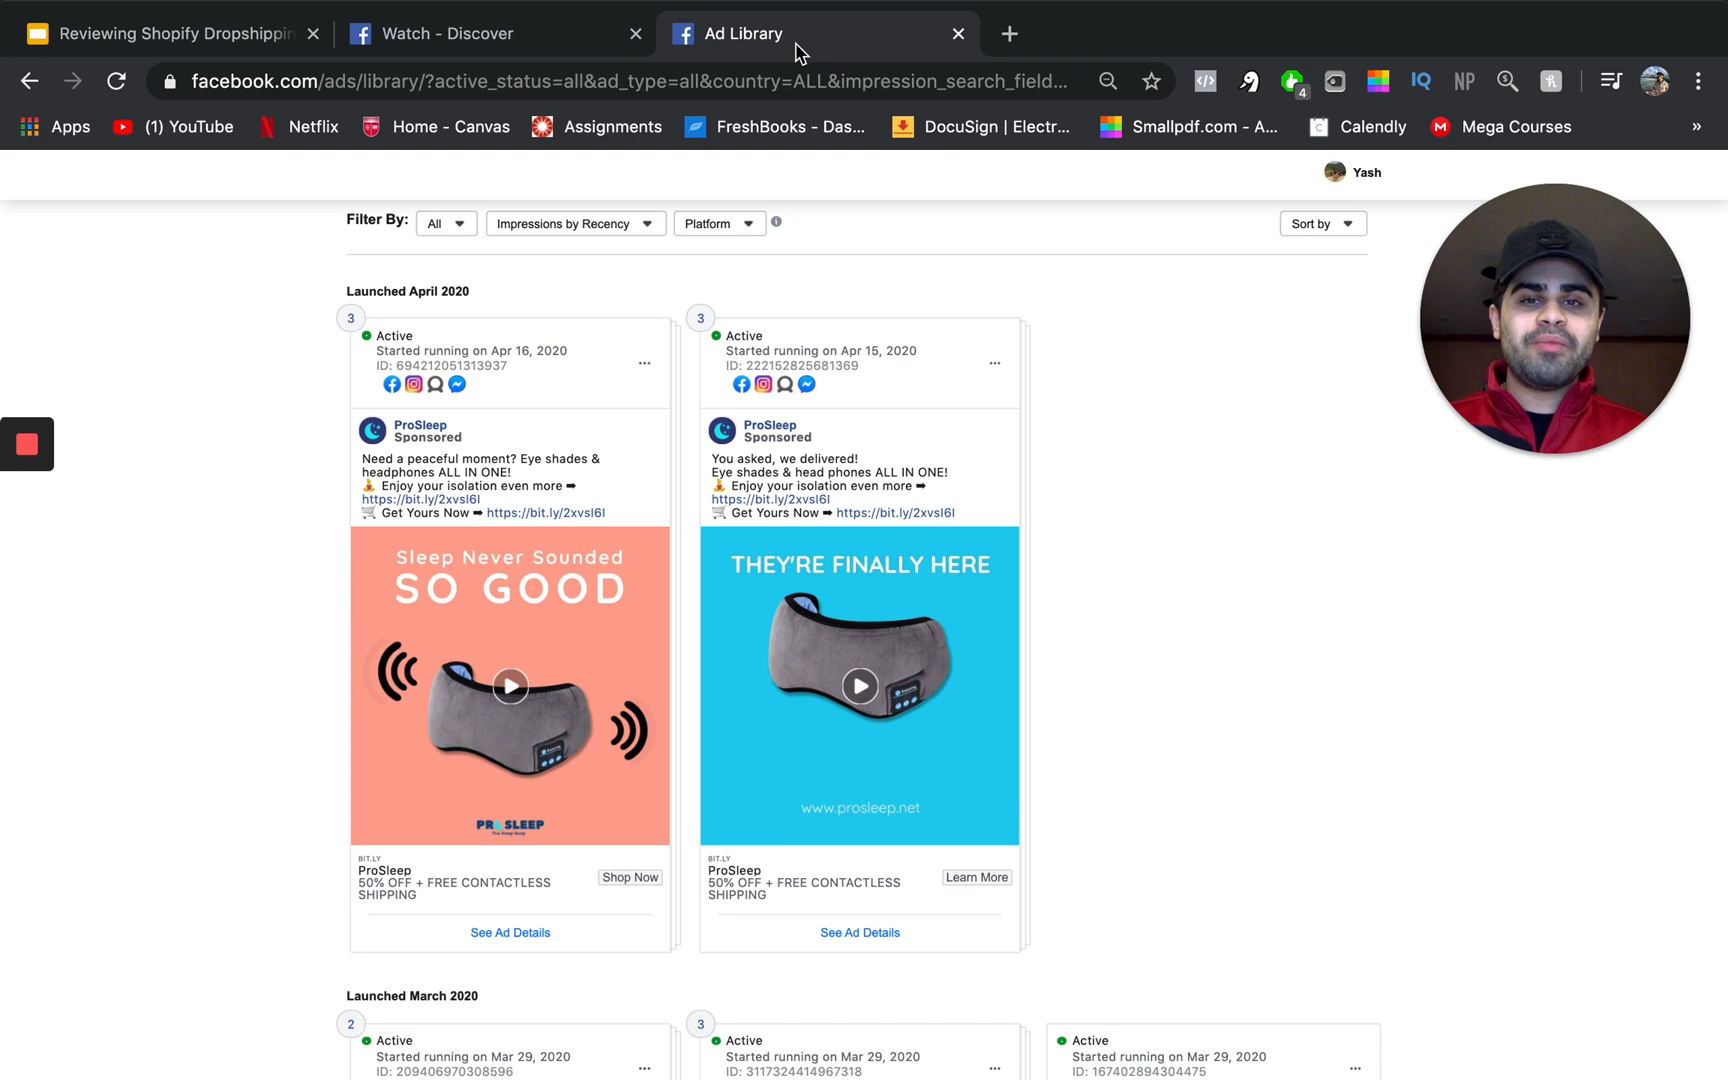 Reviewing Shopify Dropshippin
Watch - Discover
Ad Library
facebook.com/ads/library/?active_status=all&ad_type=all&country=ALL&impression_search_field...
4
IQ
NP
Apps
(1) YouTube
Netflix
Home - Canvas
Assignments
FreshBooks - Das...
DocuSign | Electr...
Smallpdf.com - A...
Calendly
Mega Courses
»
Yash
Filter By:
All
Impressions by Recency
Platform
Sort by
Launched April 2020
3
Active
Started running on Apr 16, 2020
ID: 694212051313937
ProSleep
Sponsored
Need a peaceful moment? Eye shades &
headphones ALL IN ONE!
🧘 Enjoy your isolation even more ➡
https://bit.ly/2xvsl6I
🛒 Get Yours Now ➡ https://bit.ly/2xvsl6I
Sleep Never Sounded
SO GOOD
PROSLEEP
BIT.LY
ProSleep
50% OFF + FREE CONTACTLESS
SHIPPING
Shop Now
See Ad Details
3
Active
Started running on Apr 15, 2020
ID: 222152825681369
ProSleep
Sponsored
You asked, we delivered!
Eye shades & head phones ALL IN ONE!
🧘 Enjoy your isolation even more ➡
https://bit.ly/2xvsl6I
🛒 Get Yours Now ➡ https://bit.ly/2xvsl6I
THEY'RE FINALLY HERE
www.prosleep.net
BIT.LY
ProSleep
50% OFF + FREE CONTACTLESS
SHIPPING
Learn More
See Ad Details
Launched March 2020
2
Active
Started running on Mar 29, 2020
ID: 209406970308596
3
Active
Started running on Mar 29, 2020
ID: 3117324414967318
Active
Started running on Mar 29, 2020
ID: 167402894304475